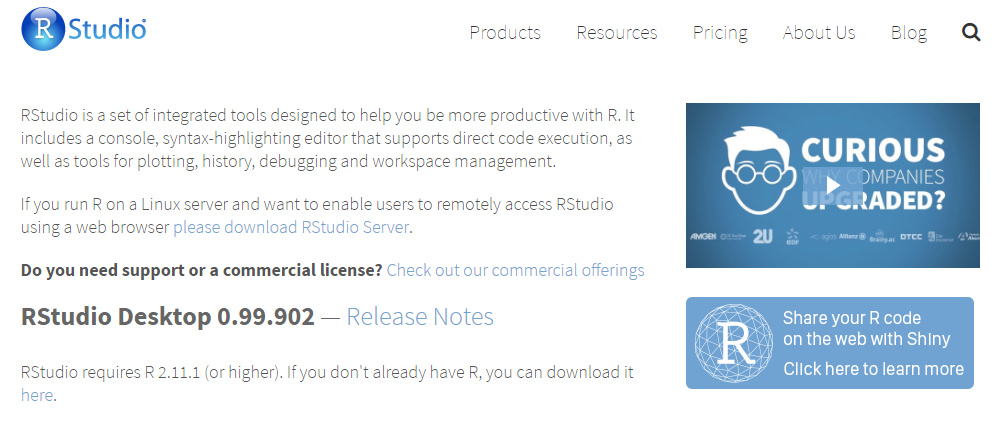 R Studio
Products Resources Pricing About Us Blog
RStudio is a set of integrated tools designed to help you be more productive with R. It
includes a console, syntax-highlighting editor that supports direct code execution, as
well as tools for plotting, history, debugging and workspace management.
If you run R on a Linux server and want to enable users to remotely access RStudio
using a web browser please download RStudio Server.
Do you need support or a commercial license? Check out our commercial offerings
RStudio Desktop 0.99.902 — Release Notes
RStudio requires R 2.11.1 (or higher). If you don't already have R, you can download it
here.
CURIOUS
WHY COMPANIES
UPGRADED?
AMGEN 2U EDF Allianz DTCC
R
Share your R code
on the web with Shiny
Click here to learn more